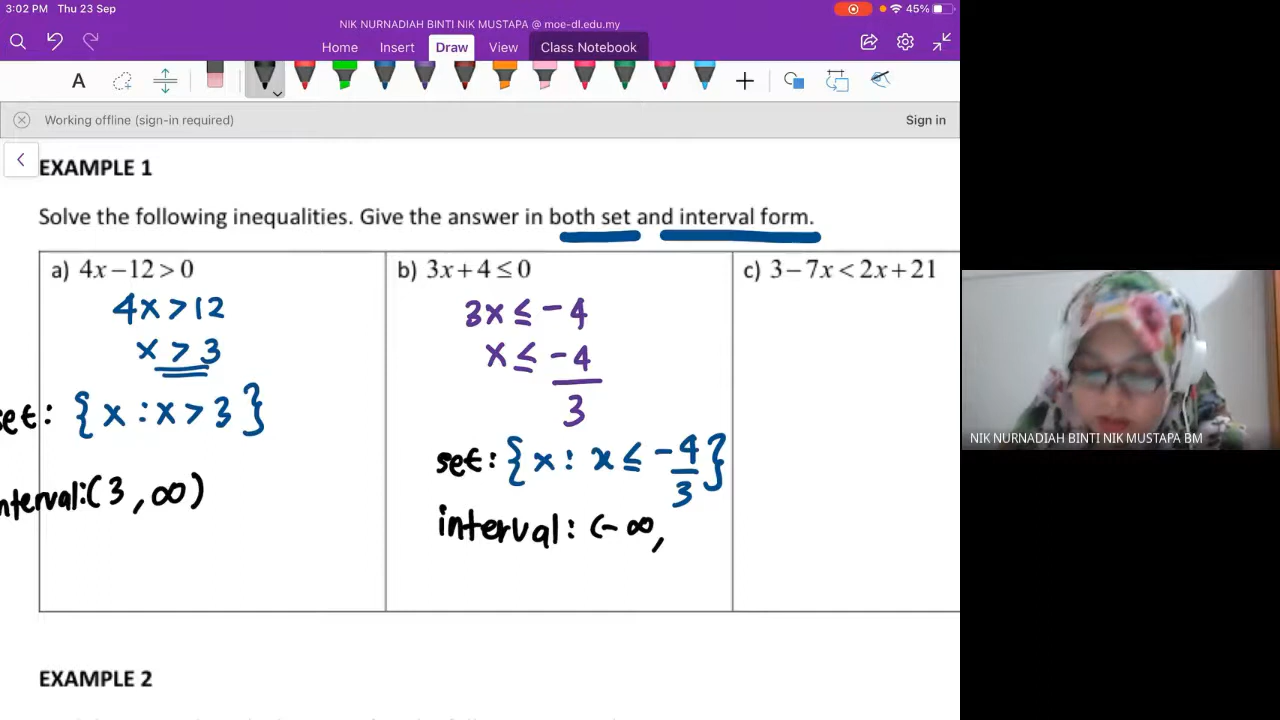 3:02 PM Thu 23 Sep
45%
NIK NURNADIAH BINTI NIK MUSTAPA @ moe-dl.edu.my
Home Insert Draw View Class Notebook
A
Working offline (sign-in required)
Sign in
EXAMPLE 1
Solve the following inequalities. Give the answer in both set and interval form.
a) 4x−12 > 0
4x > 12
x > 3
set: { x : x > 3 }
nterval: (3, ∞)
b) 3x + 4 ≤ 0
3x ≤ −4
x ≤ −4
3
set: { x : x ≤ −4/3 }
interval: (−∞,
c) 3−7x < 2x+21
EXAMPLE 2
NIK NURNADIAH BINTI NIK MUSTAPA BM